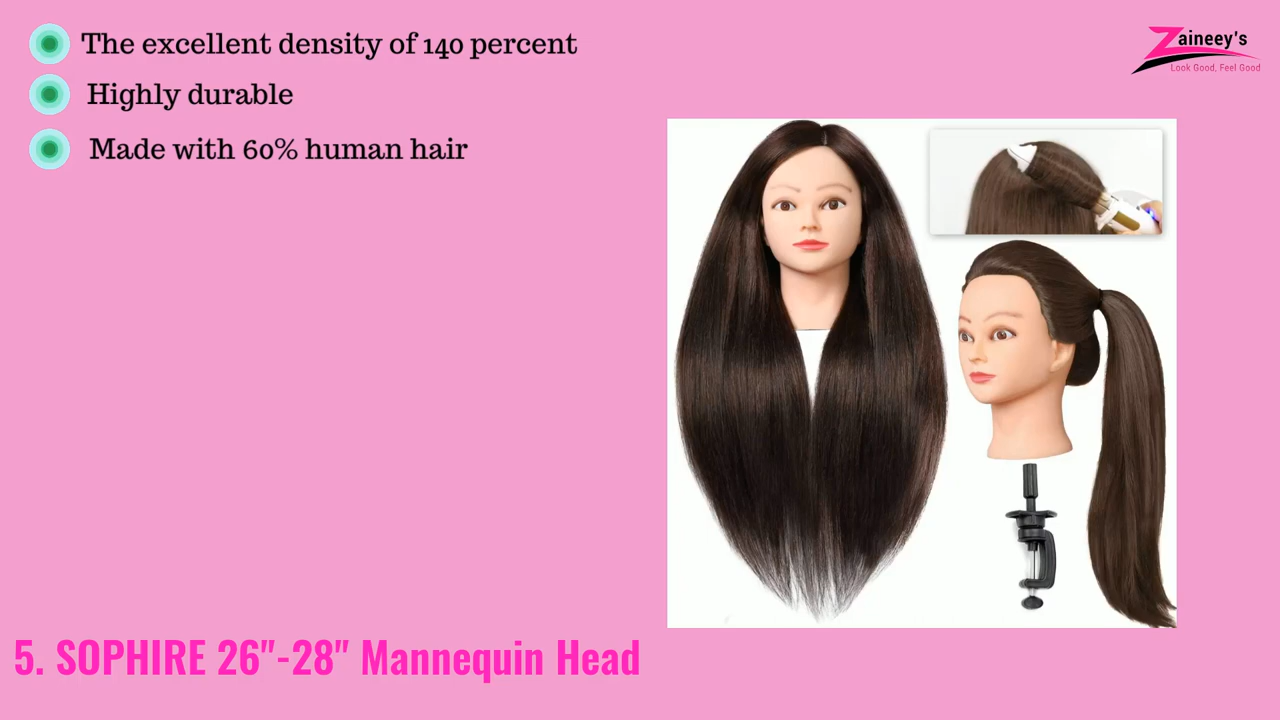 The excellent density of 140 percent
Highly durable
Made with 60% human hair
Zaineey's
Look Good, Feel Good
5. SOPHIRE 26"-28" Mannequin Head